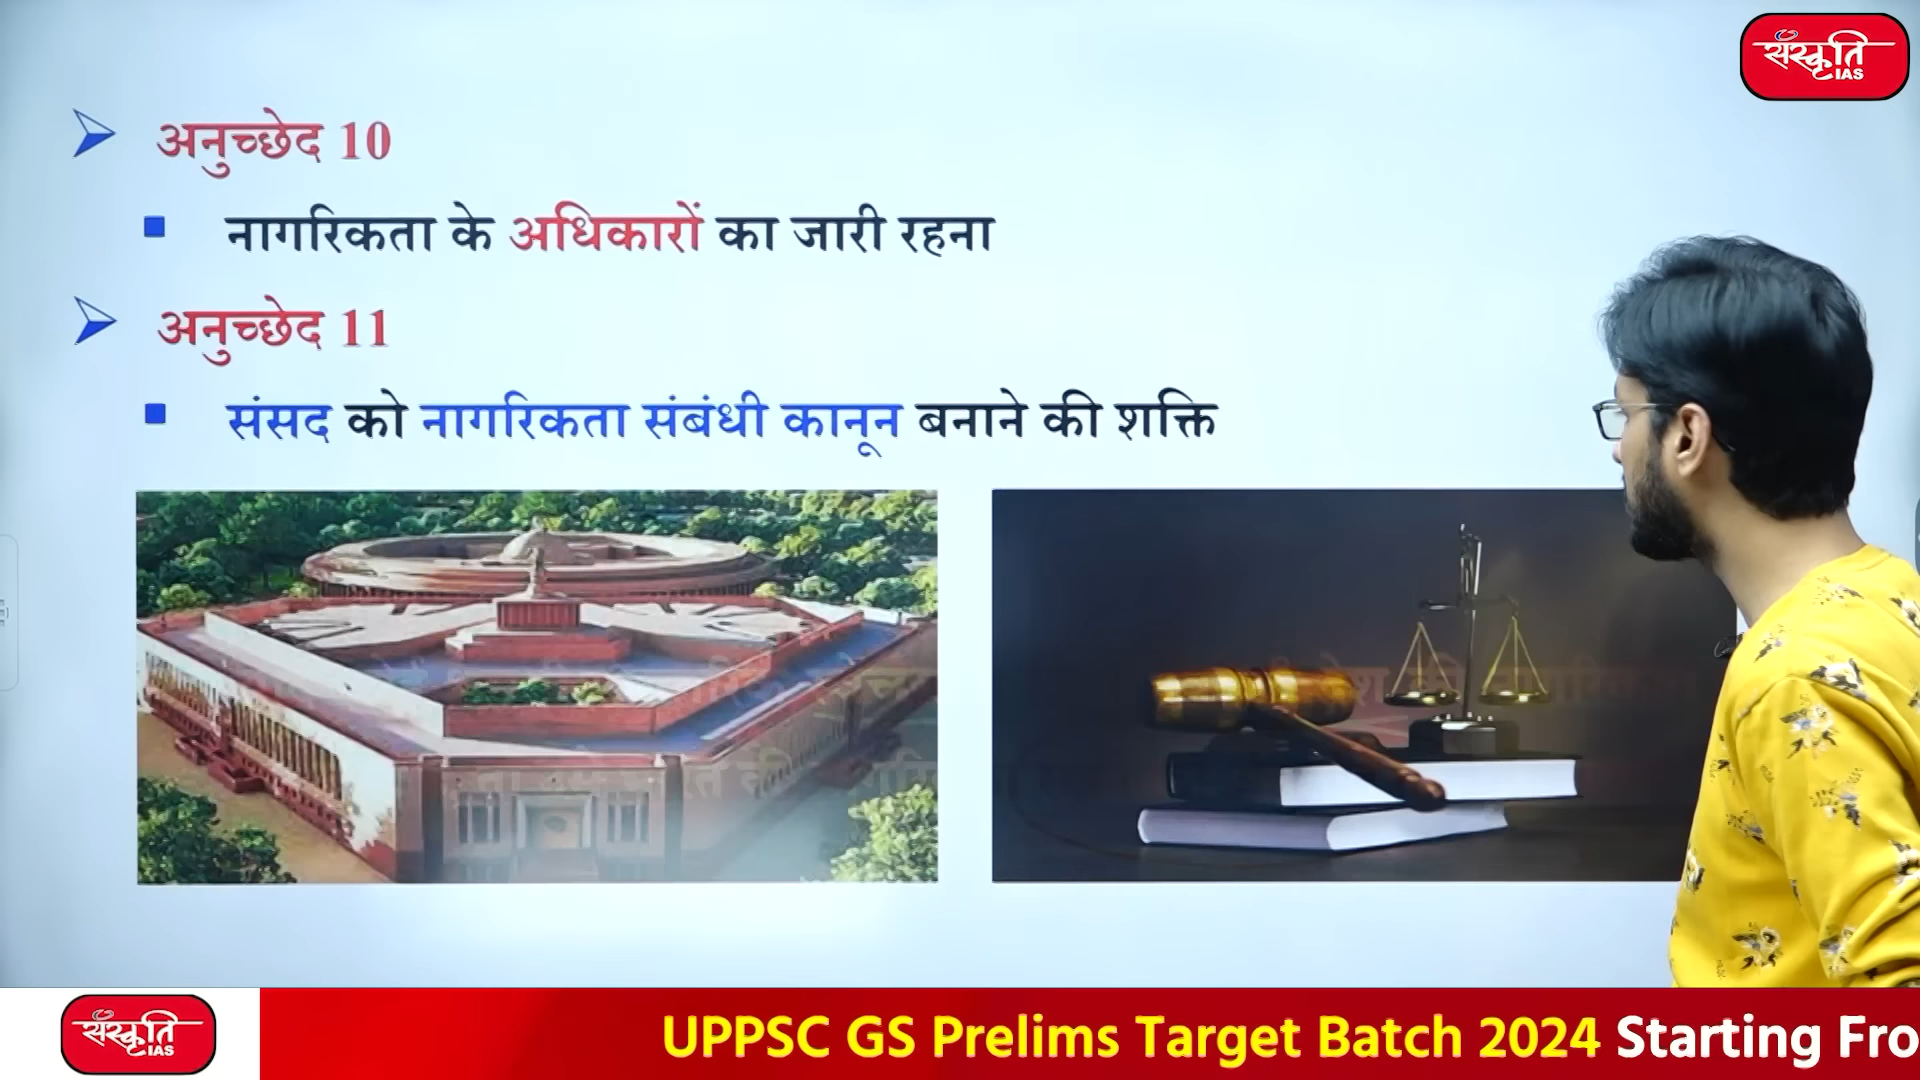 संस्कृति
IAS
अनुच्छेद 10
नागरिकता के अधिकारों का जारी रहना
अनुच्छेद 11
संसद को नागरिकता संबंधी कानून बनाने की शक्ति
संस्कृति
IAS
UPPSC GS Prelims Target Batch 2024 Starting Fro